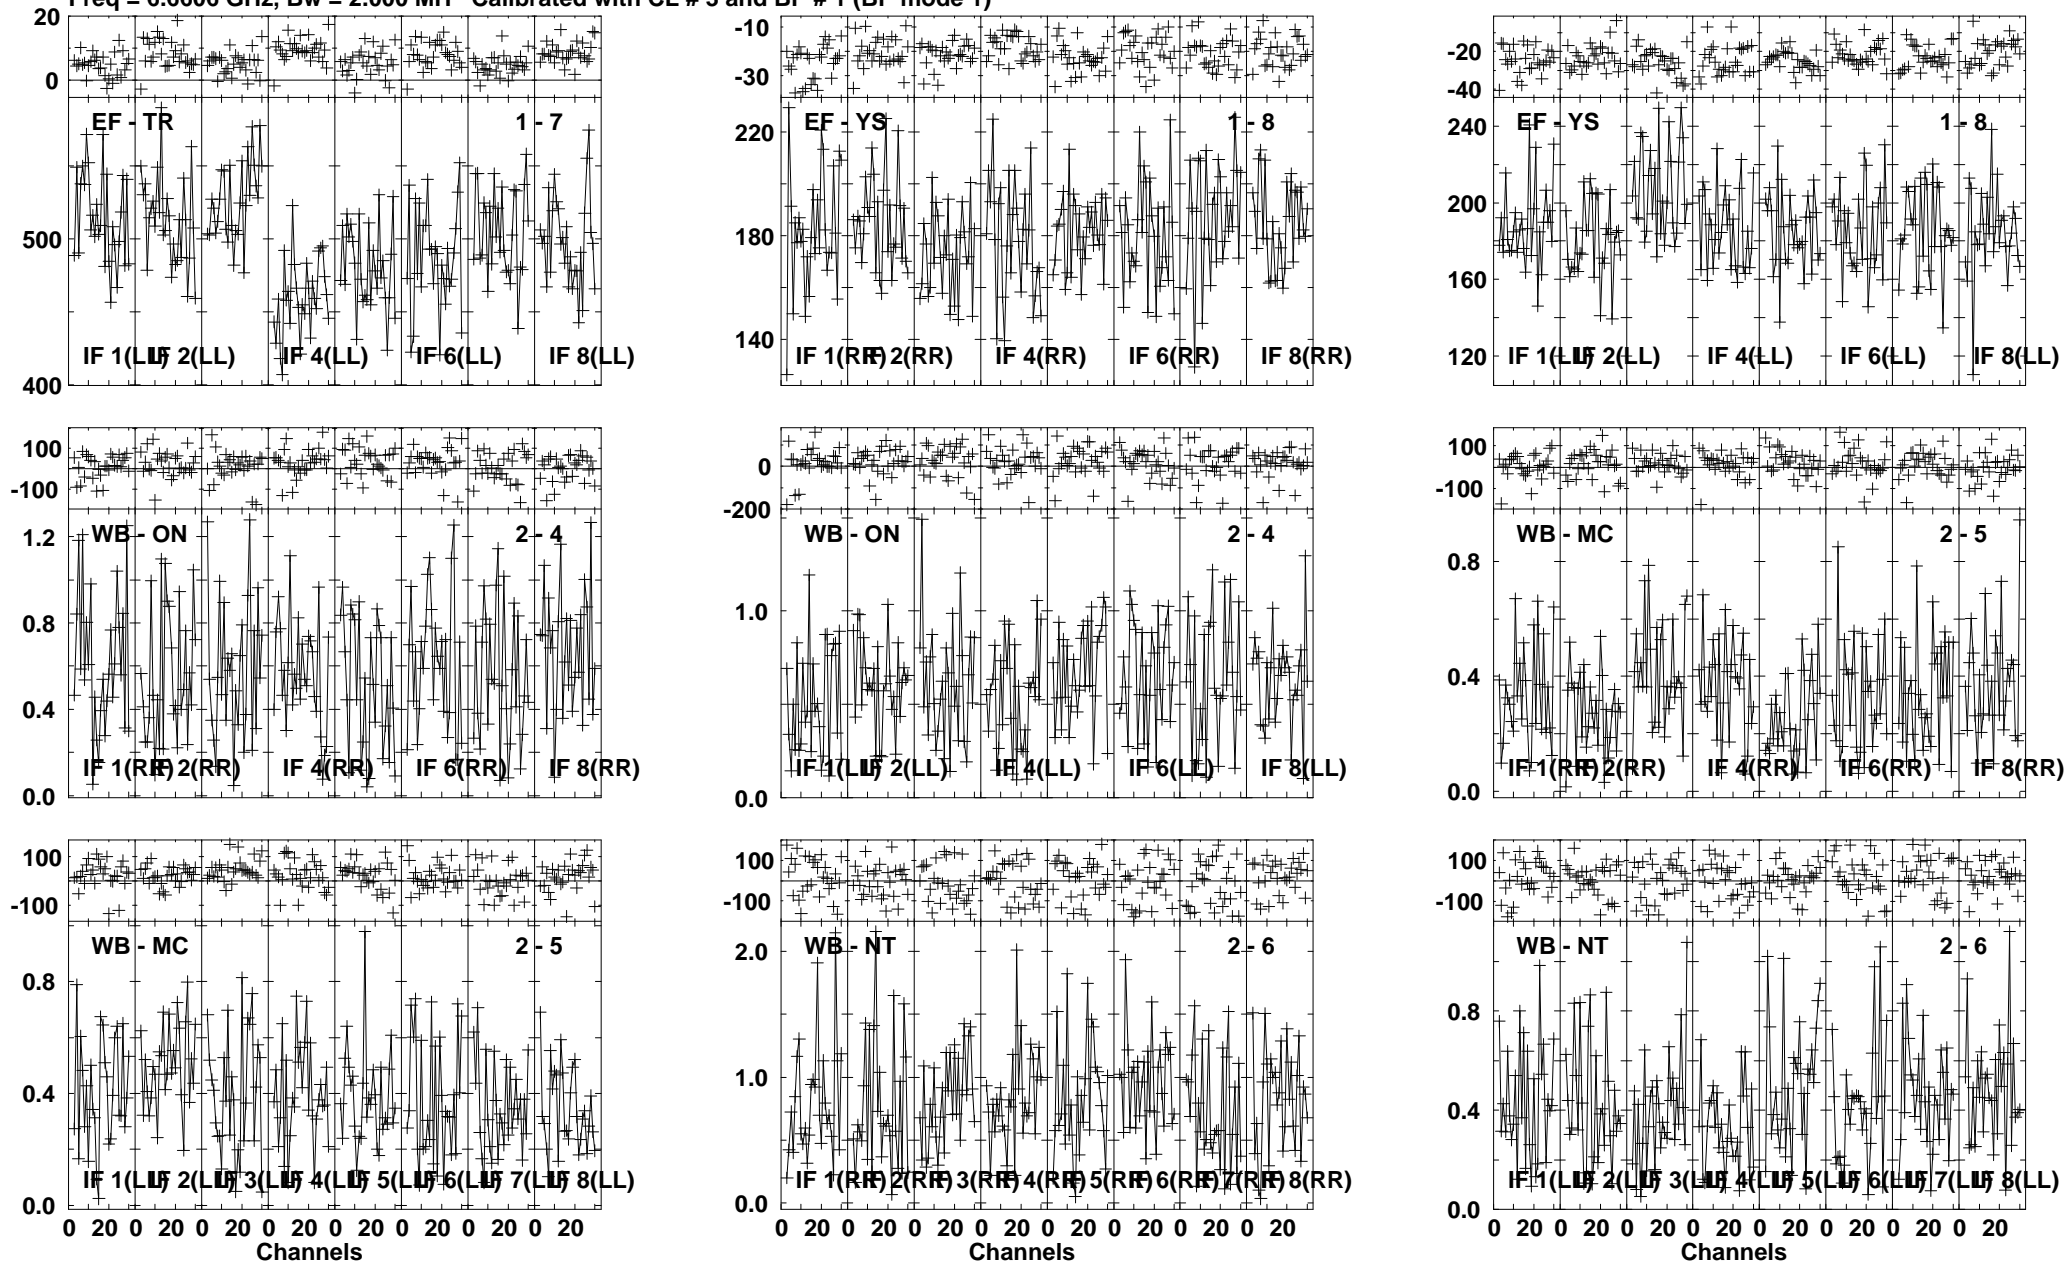 Freq = 6.6606 GHz, Bw = 2.000 MH Calibrated with CL # 3 and BP # 1 (BP mode 1)
20
0
EF - TR
1 - 7
500
400
IF 1(LL)
IF 2(LL)
IF 4(LL)
IF 6(LL)
IF 8(LL)
-10
-30
EF - YS
1 - 8
220
180
140
IF 1(RR)
IF 2(RR)
IF 4(RR)
IF 6(RR)
IF 8(RR)
-20
-40
EF - YS
1 - 8
240
200
160
120
IF 1(LL)
IF 2(LL)
IF 4(LL)
IF 6(LL)
IF 8(LL)
100
-100
WB - ON
2 - 4
1.2
0.8
0.4
0.0
IF 1(RR)
IF 2(RR)
IF 4(RR)
IF 6(RR)
IF 8(RR)
0
-200
WB - ON
2 - 4
1.0
0.0
IF 1(LL)
IF 2(LL)
IF 4(LL)
IF 6(LL)
IF 8(LL)
100
-100
WB - MC
2 - 5
0.8
0.4
0.0
IF 1(RR)
IF 2(RR)
IF 4(RR)
IF 6(RR)
IF 8(RR)
100
-100
WB - MC
2 - 5
0.8
0.4
0.0
IF 1(LL)
IF 2(LL)
IF 3(LL)
IF 4(LL)
IF 5(LL)
IF 6(LL)
IF 7(LL)
IF 8(LL)
0 20 0 20 0 20 0 20 0 20 0 20 0 20 0 20
Channels
100
-100
WB - NT
2 - 6
2.0
1.0
0.0
IF 1(RR)
IF 2(RR)
IF 3(RR)
IF 4(RR)
IF 5(RR)
IF 6(RR)
IF 7(RR)
IF 8(RR)
0 20 0 20 0 20 0 20 0 20 0 20 0 20 0 20
Channels
100
-100
WB - NT
2 - 6
0.8
0.4
0.0
IF 1(LL)
IF 2(LL)
IF 3(LL)
IF 4(LL)
IF 5(LL)
IF 6(LL)
IF 7(LL)
IF 8(LL)
0 20 0 20 0 20 0 20 0 20 0 20 0 20 0 20
Channels